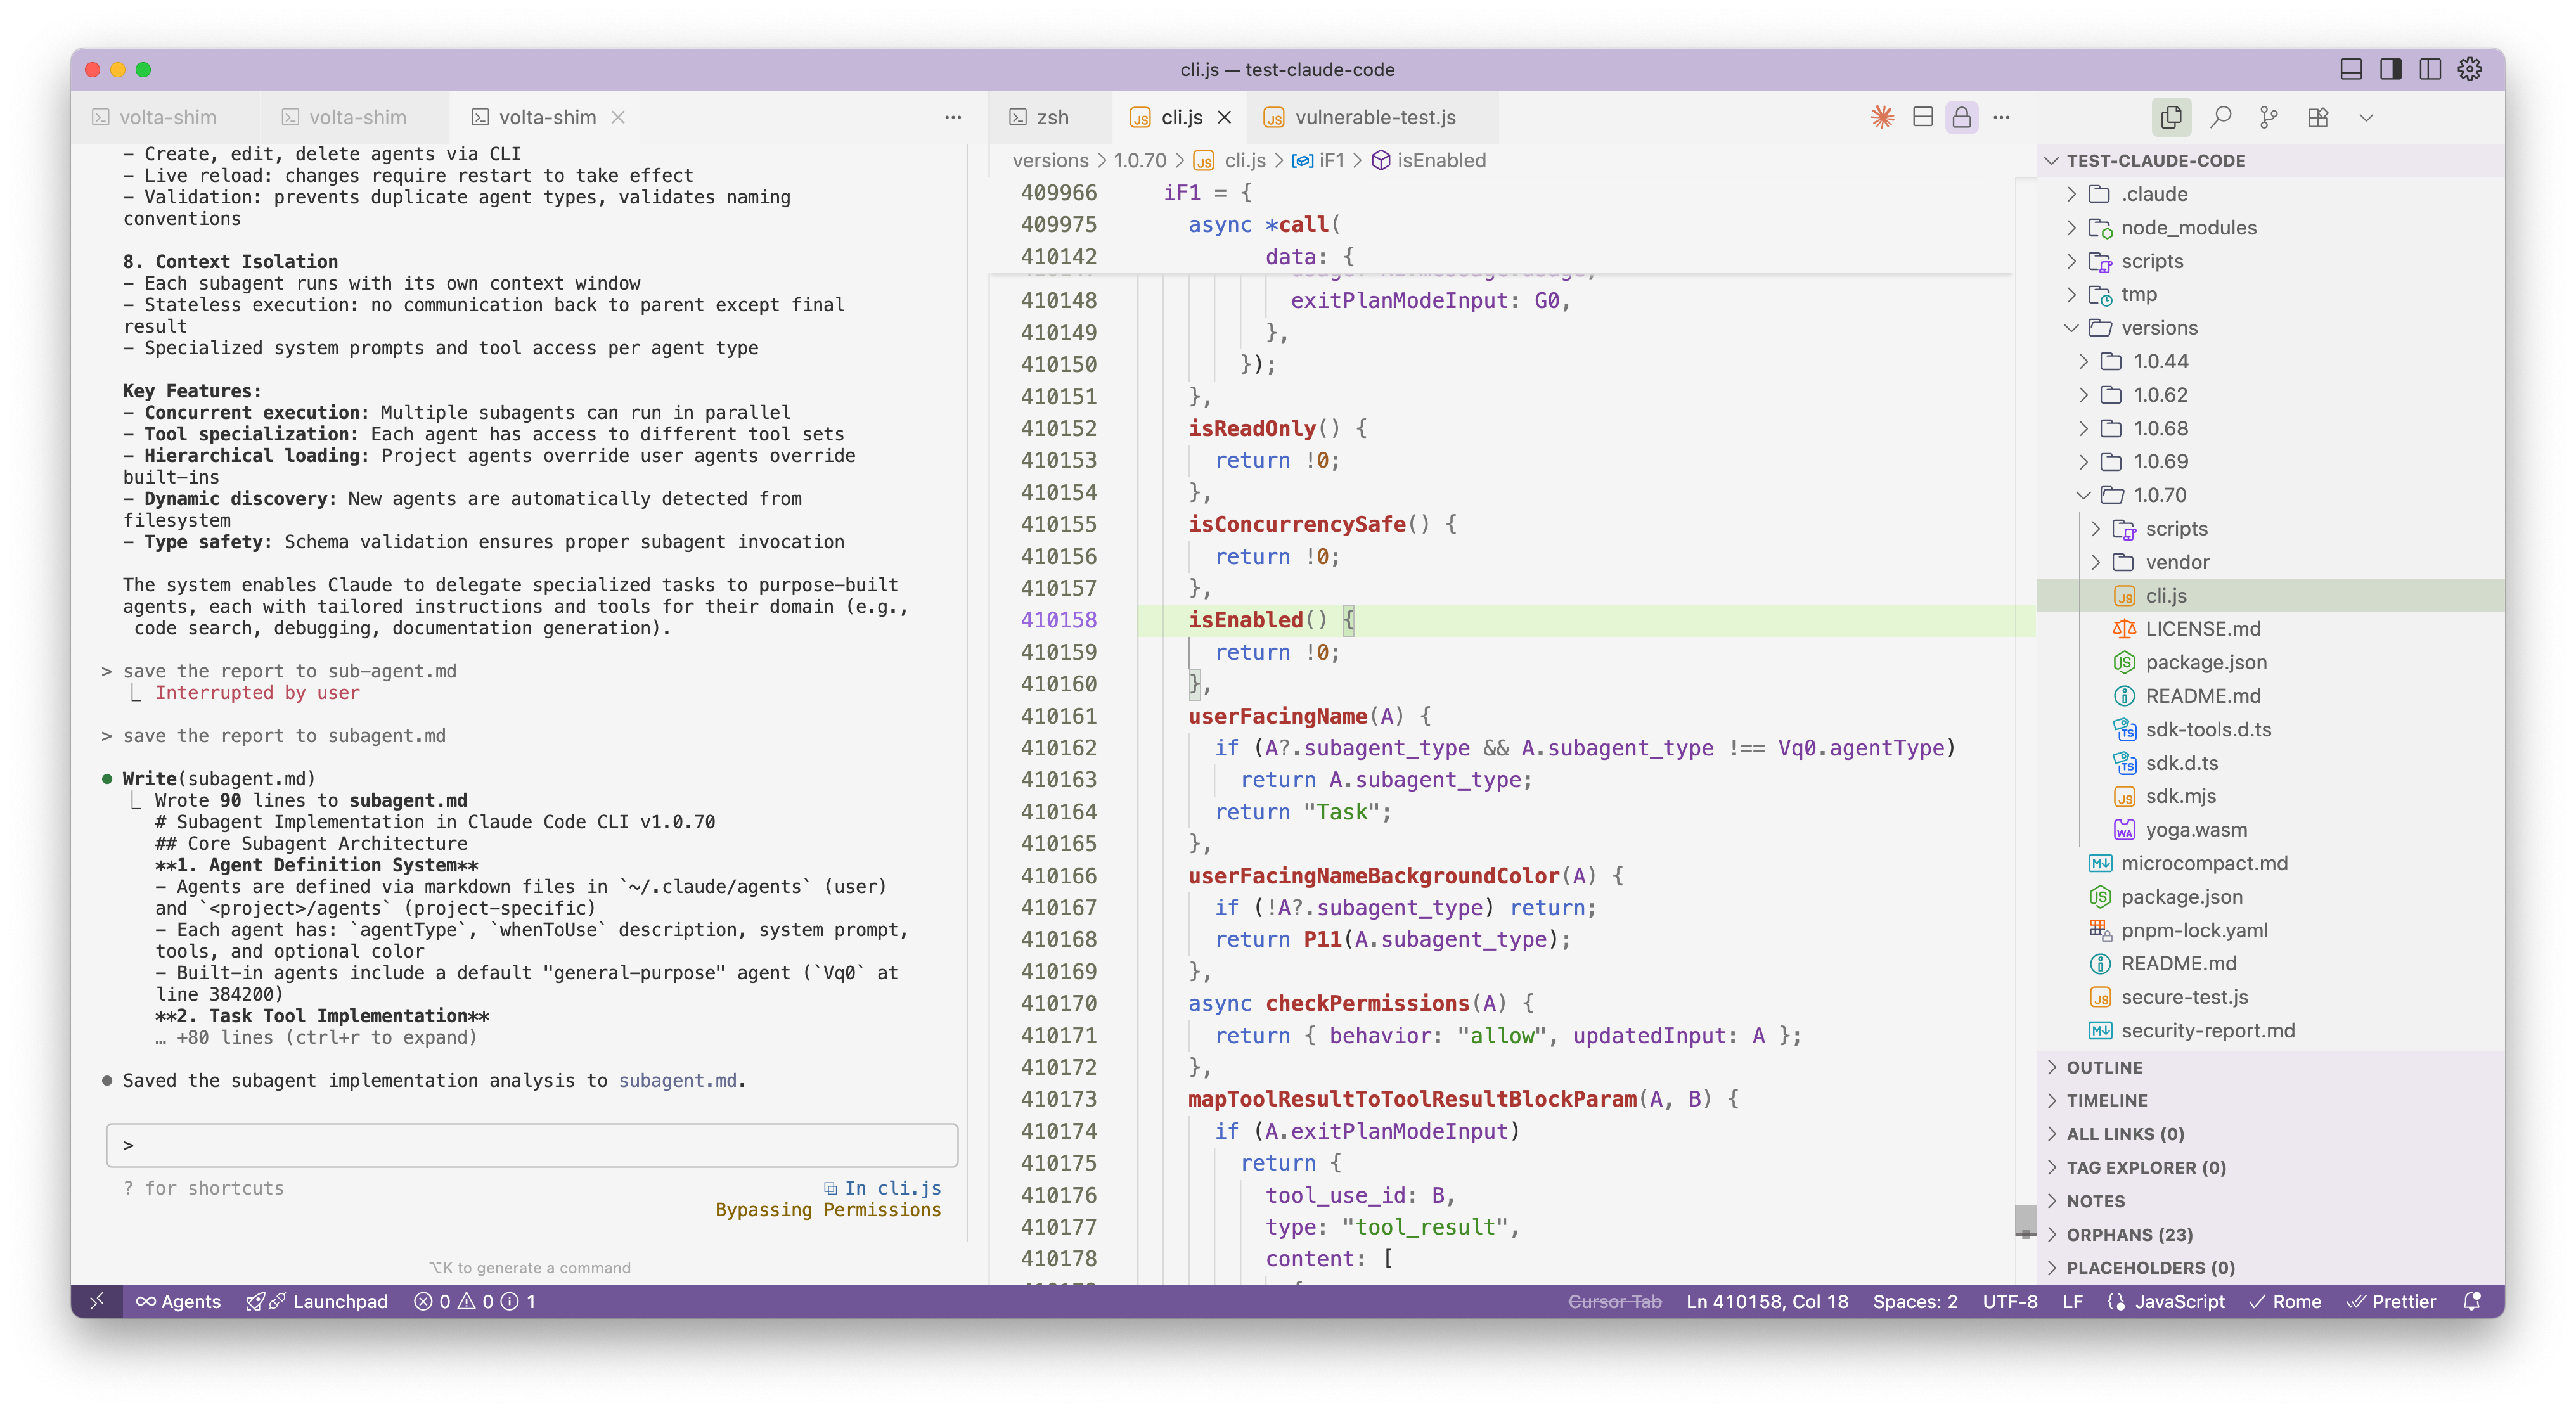 cli.js — test-claude-code
volta-shim
volta-shim
volta-shim
- Create, edit, delete agents via CLI
- Live reload: changes require restart to take effect
- Validation: prevents duplicate agent types, validates naming
conventions
8. Context Isolation
- Each subagent runs with its own context window
- Stateless execution: no communication back to parent except final
result
- Specialized system prompts and tool access per agent type
Key Features:
- Concurrent execution: Multiple subagents can run in parallel
- Tool specialization: Each agent has access to different tool sets
- Hierarchical loading: Project agents override user agents override
built-ins
- Dynamic discovery: New agents are automatically detected from
filesystem
- Type safety: Schema validation ensures proper subagent invocation
The system enables Claude to delegate specialized tasks to purpose-built
agents, each with tailored instructions and tools for their domain (e.g.,
code search, debugging, documentation generation).
> save the report to sub-agent.md
⎿ Interrupted by user
> save the report to subagent.md
● Write(subagent.md)
⎿ Wrote 90 lines to subagent.md
# Subagent Implementation in Claude Code CLI v1.0.70
## Core Subagent Architecture
**1. Agent Definition System**
- Agents are defined via markdown files in `~/.claude/agents` (user)
and `<project>/agents` (project-specific)
- Each agent has: `agentType`, `whenToUse` description, system prompt,
tools, and optional color
- Built-in agents include a default "general-purpose" agent (`Vq0` at
line 384200)
**2. Task Tool Implementation**
… +80 lines (ctrl+r to expand)
● Saved the subagent implementation analysis to subagent.md.
>
? for shortcuts
In cli.js
Bypassing Permissions
⌥K to generate a command
zsh
cli.js
vulnerable-test.js
versions > 1.0.70 > cli.js > iF1 > isEnabled
409966 iF1 = {
409975 async *call(
410142 data: {
410148 exitPlanModeInput: G0,
410149 },
410150 });
410151 },
410152 isReadOnly() {
410153 return !0;
410154 },
410155 isConcurrencySafe() {
410156 return !0;
410157 },
410158 isEnabled() {
410159 return !0;
410160 },
410161 userFacingName(A) {
410162 if (A?.subagent_type && A.subagent_type !== Vq0.agentType)
410163 return A.subagent_type;
410164 return "Task";
410165 },
410166 userFacingNameBackgroundColor(A) {
410167 if (!A?.subagent_type) return;
410168 return P11(A.subagent_type);
410169 },
410170 async checkPermissions(A) {
410171 return { behavior: "allow", updatedInput: A };
410172 },
410173 mapToolResultToToolResultBlockParam(A, B) {
410174 if (A.exitPlanModeInput)
410175 return {
410176 tool_use_id: B,
410177 type: "tool_result",
410178 content: [
TEST-CLAUDE-CODE
.claude
node_modules
scripts
tmp
versions
1.0.44
1.0.62
1.0.68
1.0.69
1.0.70
scripts
vendor
cli.js
LICENSE.md
package.json
README.md
sdk-tools.d.ts
sdk.d.ts
sdk.mjs
yoga.wasm
microcompact.md
package.json
pnpm-lock.yaml
README.md
secure-test.js
security-report.md
OUTLINE
TIMELINE
ALL LINKS (0)
TAG EXPLORER (0)
NOTES
ORPHANS (23)
PLACEHOLDERS (0)
Agents Launchpad 0 0 1
Cursor Tab Ln 410158, Col 18 Spaces: 2 UTF-8 LF JavaScript Rome Prettier